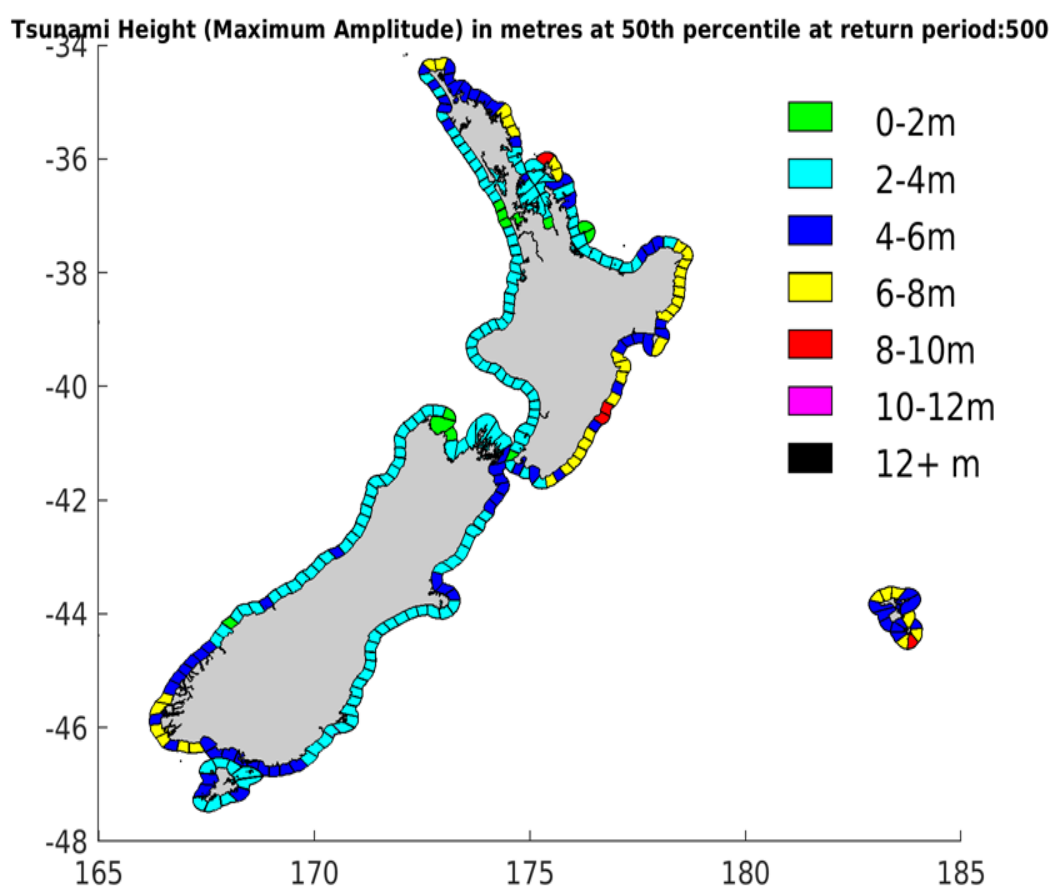 Tsunami Height (Maximum Amplitude) in metres at 50th percentile at return period:500
-34
-36
-38
-40
-42
-44
-46
-48
165
170
175
180
185
0-2m
2-4m
4-6m
6-8m
8-10m
10-12m
12+ m